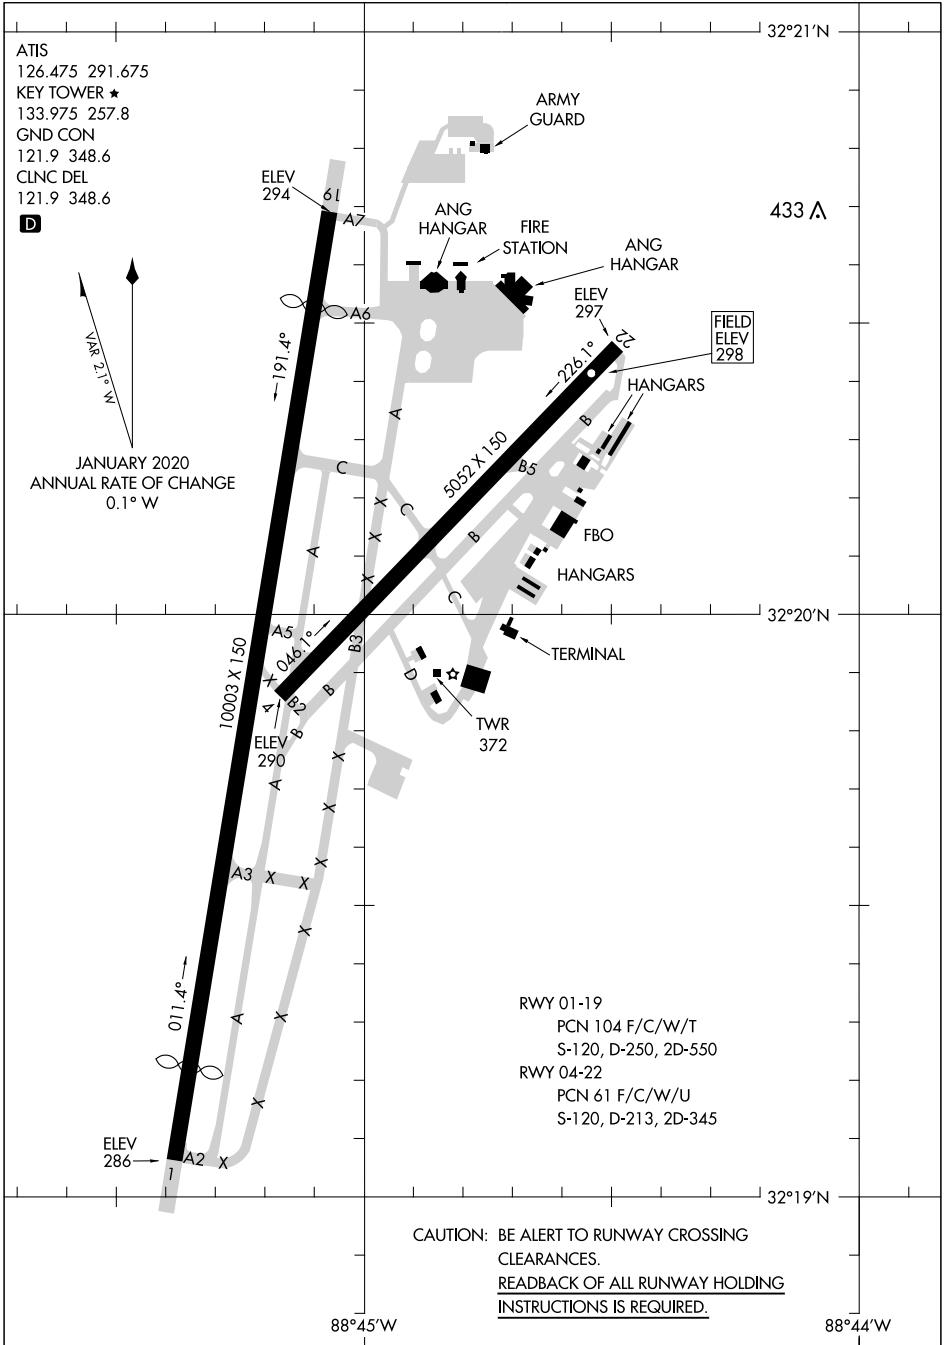 32°21'N
ATIS
126.475 291.675
KEY TOWER ★
133.975 257.8
GND CON
121.9 348.6
CLNC DEL
121.9 348.6
D
ARMY
GUARD
ELEV
294
19
A7
433
ANG
HANGAR
FIRE
STATION
ANG
HANGAR
ELEV
297
22
FIELD
ELEV
298
A6
VAR 2.1° W
191.4°
226.1°
HANGARS
JANUARY 2020
ANNUAL RATE OF CHANGE
0.1° W
A
B
C
5052 X 150
B5
X
C
A
X
B
FBO
X
HANGARS
C
32°20'N
A5
046.1°
B3
TERMINAL
10003 X 150
X
D
B
4
B2
TWR
372
B
ELEV
290
X
A
X
X
A3
X
X
X
011.4°
A
X
RWY 01-19
PCN 104 F/C/W/T
S-120, D-250, 2D-550
RWY 04-22
PCN 61 F/C/W/U
S-120, D-213, 2D-345
X
ELEV
286
A2
X
1
32°19'N
CAUTION: BE ALERT TO RUNWAY CROSSING
CLEARANCES.
READBACK OF ALL RUNWAY HOLDING
INSTRUCTIONS IS REQUIRED.
88°45'W
88°44'W